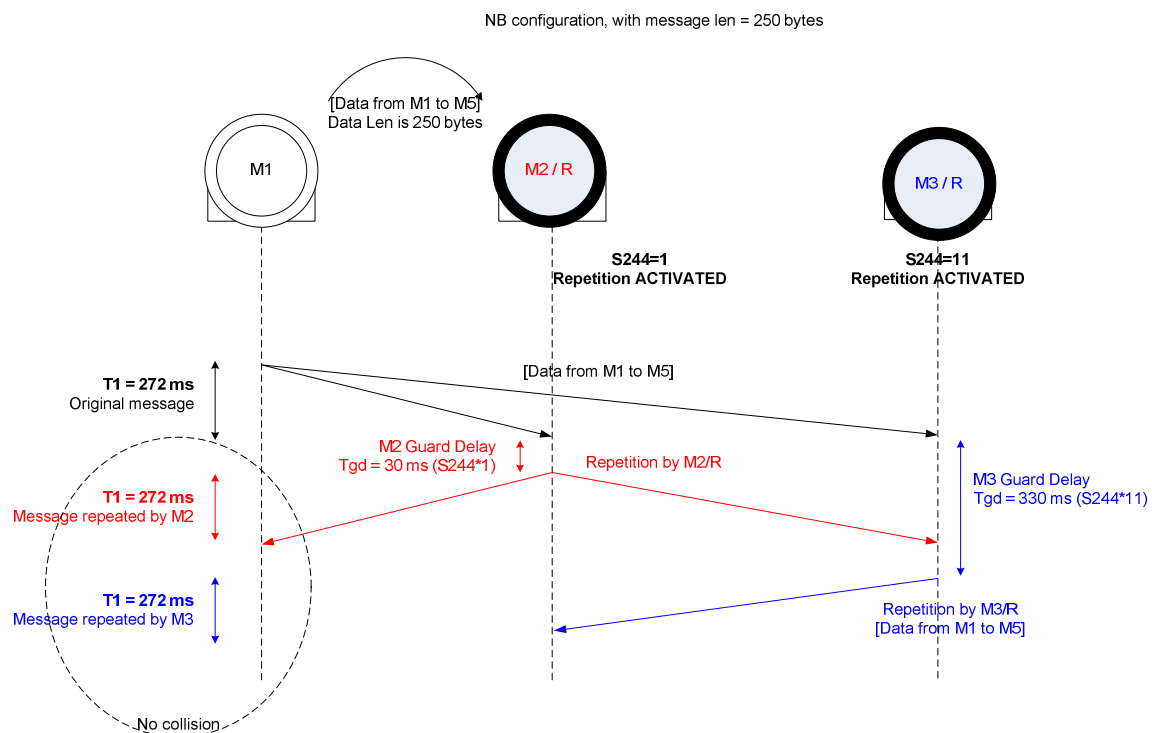 NB configuration, with message len = 250 bytes
[Data from M1 to M5]
Data Len is 250 bytes
M1
M2 / R
M3 / R
S244=1
Repetition ACTIVATED
S244=11
Repetition ACTIVATED
[Data from M1 to M5]
T1 = 272 ms
Original message
M2 Guard Delay
Tgd = 30 ms (S244*1)
Repetition by M2/R
M3 Guard Delay
Tgd = 330 ms (S244*11)
T1 = 272 ms
Message repeated by M2
T1 = 272 ms
Message repeated by M3
Repetition by M3/R
[Data from M1 to M5]
No collision